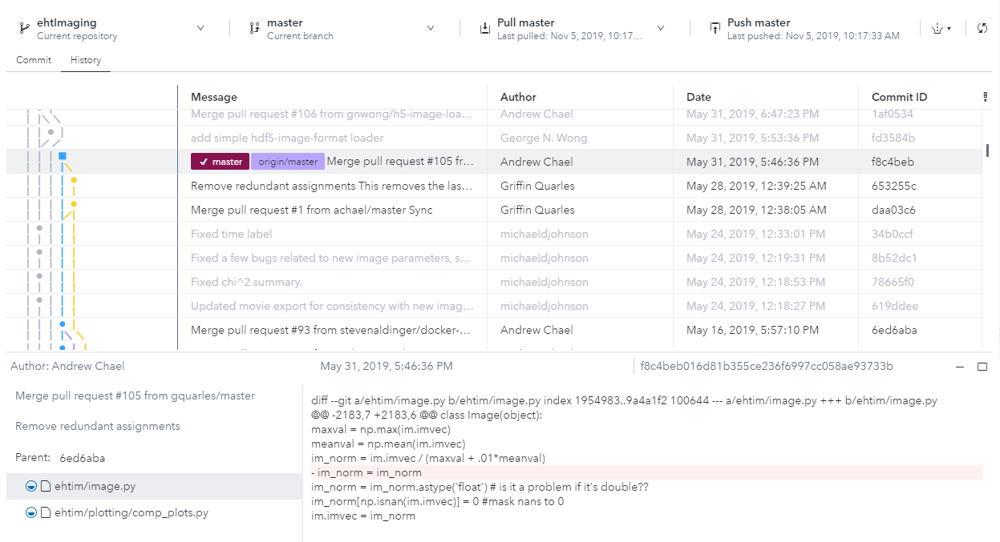 ehtImaging
Current repository
master
Current branch
Pull master
Last pulled: Nov 5, 2019, 10:17...
Push master
Last pushed: Nov 5, 2019, 10:17:33 AM
Commit History
Message Author Date Commit ID
Merge pull request #106 from gnwong/h5-image-loa... Andrew Chael May 31, 2019, 6:47:23 PM 1af0534
add simple hdf5-image-format loader George N. Wong May 31, 2019, 5:53:36 PM fd3584b
master origin/master Merge pull request #105 fr... Andrew Chael May 31, 2019, 5:46:36 PM f8c4beb
Remove redundant assignments This removes the las... Griffin Quarles May 28, 2019, 12:39:25 AM 653255c
Merge pull request #1 from achael/master Sync Griffin Quarles May 28, 2019, 12:38:05 AM daa03c6
Fixed time label michaeldjohnson May 24, 2019, 12:33:01 PM 34b0ccf
Fixed a few bugs related to new image parameters, s... michaeldjohnson May 24, 2019, 12:19:31 PM 8b52dc1
Fixed chi^2 summary. michaeldjohnson May 24, 2019, 12:18:53 PM 78665f0
Updated movie export for consistency with new imag... michaeldjohnson May 24, 2019, 12:18:27 PM 619ddee
Merge pull request #93 from stevenaldinger/docker-... Andrew Chael May 16, 2019, 5:57:10 PM 6ed6aba
Author: Andrew Chael May 31, 2019, 5:46:36 PM f8c4beb016d81b355ce236f6997cc058ae93733b
Merge pull request #105 from gquarles/master
Remove redundant assignments
Parent: 6ed6aba
ehtim/image.py
ehtim/plotting/comp_plots.py
diff --git a/ehtim/image.py b/ehtim/image.py index 1954983..9a4a1f2 100644 --- a/ehtim/image.py +++ b/ehtim/image.py
@@ -2183,7 +2183,6 @@ class Image(object):
maxval = np.max(im.imvec)
meanval = np.mean(im.imvec)
im_norm = im.imvec / (maxval + .01*meanval)
- im_norm = im_norm
im_norm = im_norm.astype('float') # is it a problem if it's double??
im_norm[np.isnan(im.imvec)] = 0 #mask nans to 0
im.imvec = im_norm